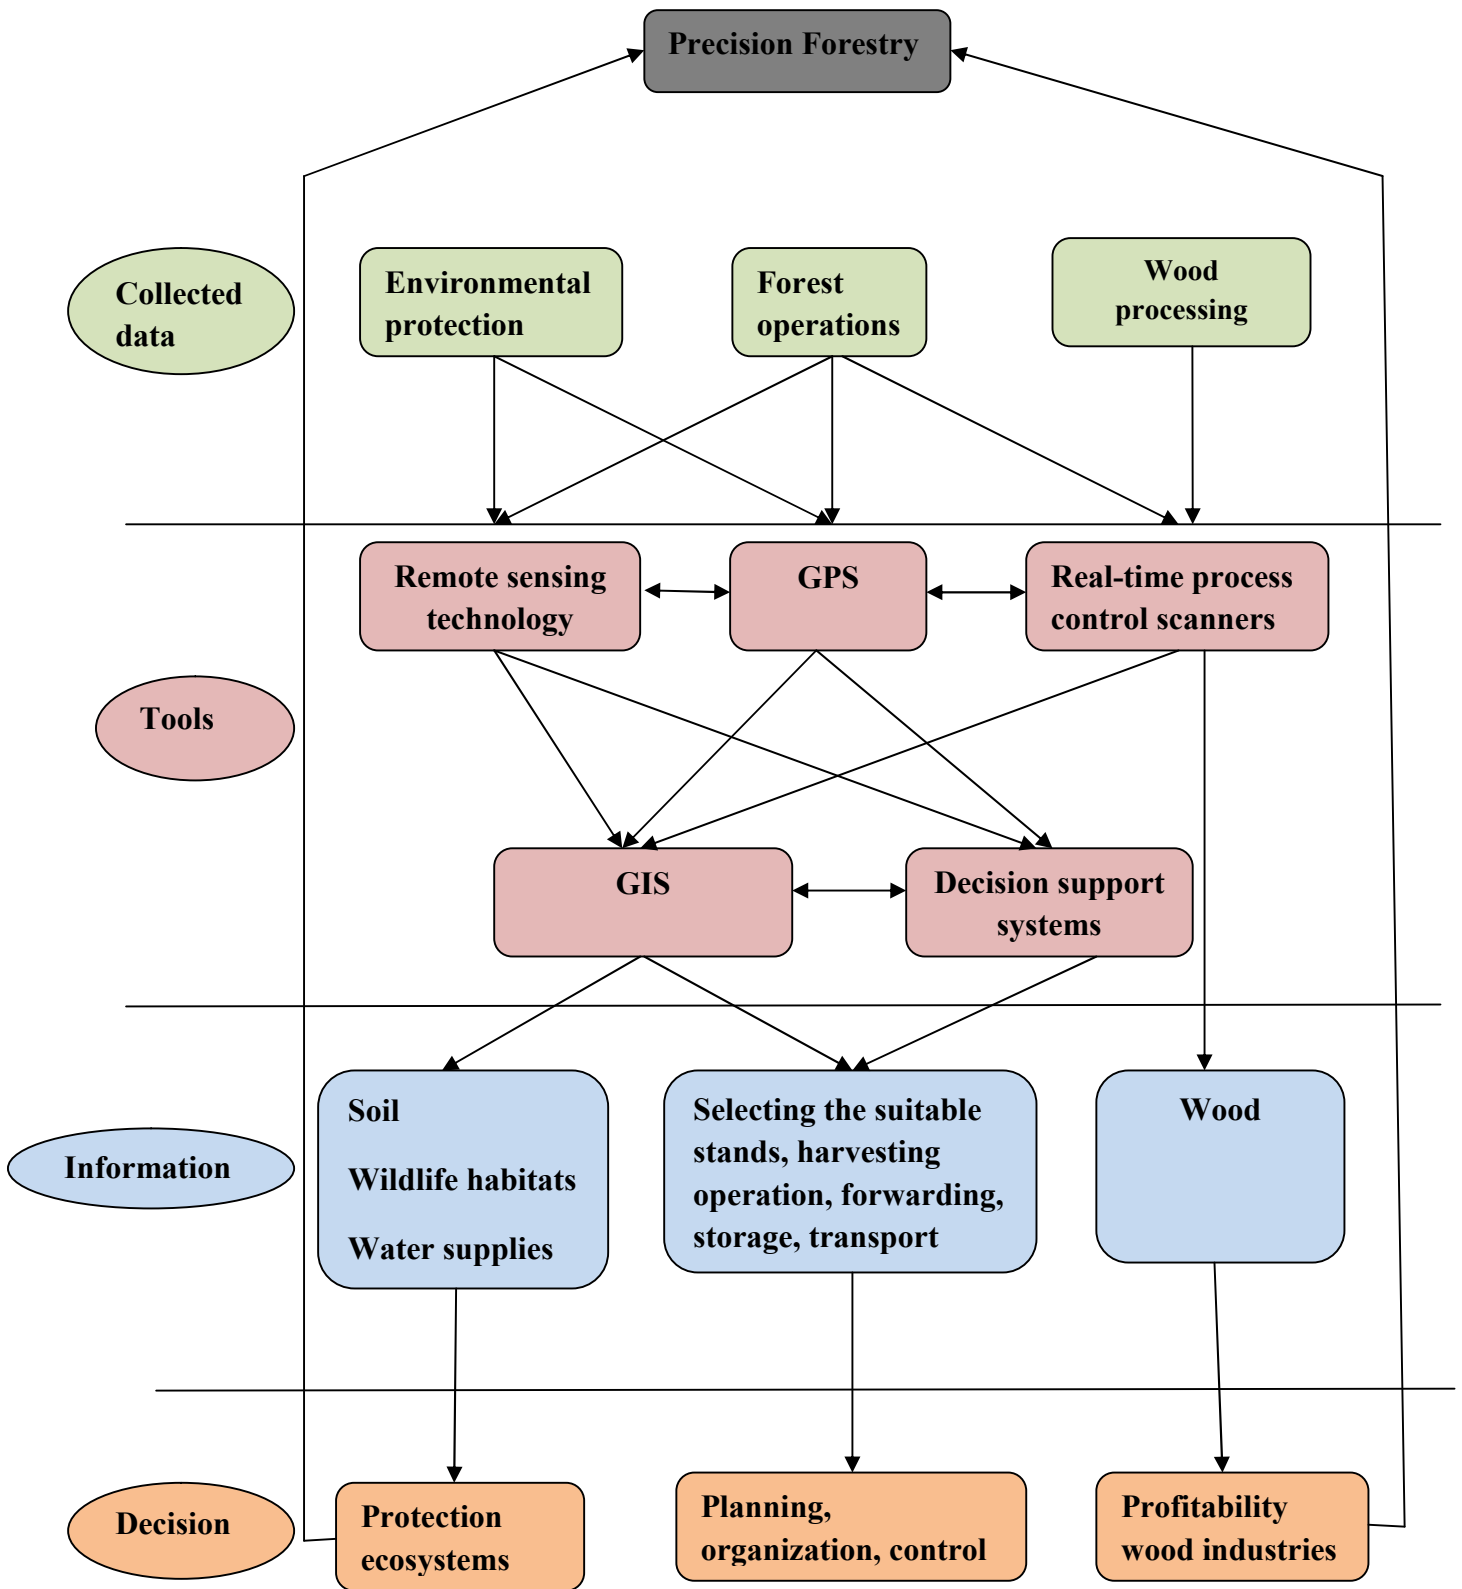 Precision Forestry
Collected
data
Environmental
protection
Forest
operations
Wood
processing
Tools
Remote sensing
technology
GPS
Real-time process
control scanners
GIS
Decision support
systems
Information
Soil
Wildlife habitats
Water supplies
Selecting the suitable
stands, harvesting
operation, forwarding,
storage, transport
Wood
Decision
Protection
ecosystems
Planning,
organization, control
Profitability
wood industries